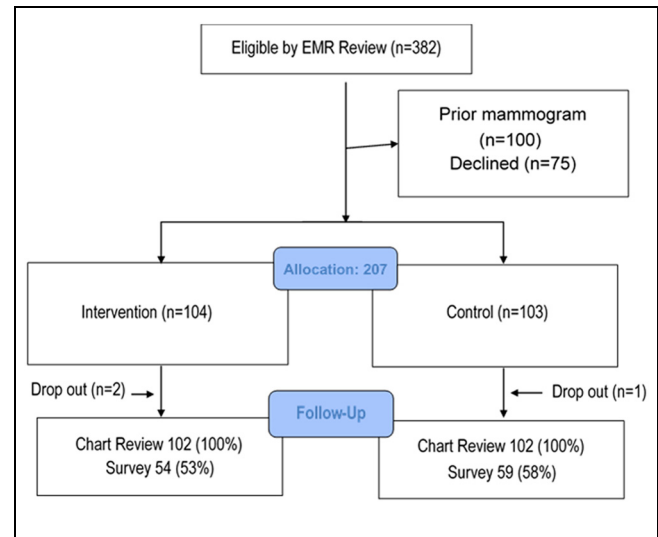 Eligible by EMR Review (n=382)
Prior mammogram
(n=100)
Declined (n=75)
Allocation: 207
Intervention (n=104)
Control (n=103)
Drop out (n=2)
Drop out (n=1)
Follow-Up
Chart Review 102 (100%)
Survey 54 (53%)
Chart Review 102 (100%)
Survey 59 (58%)